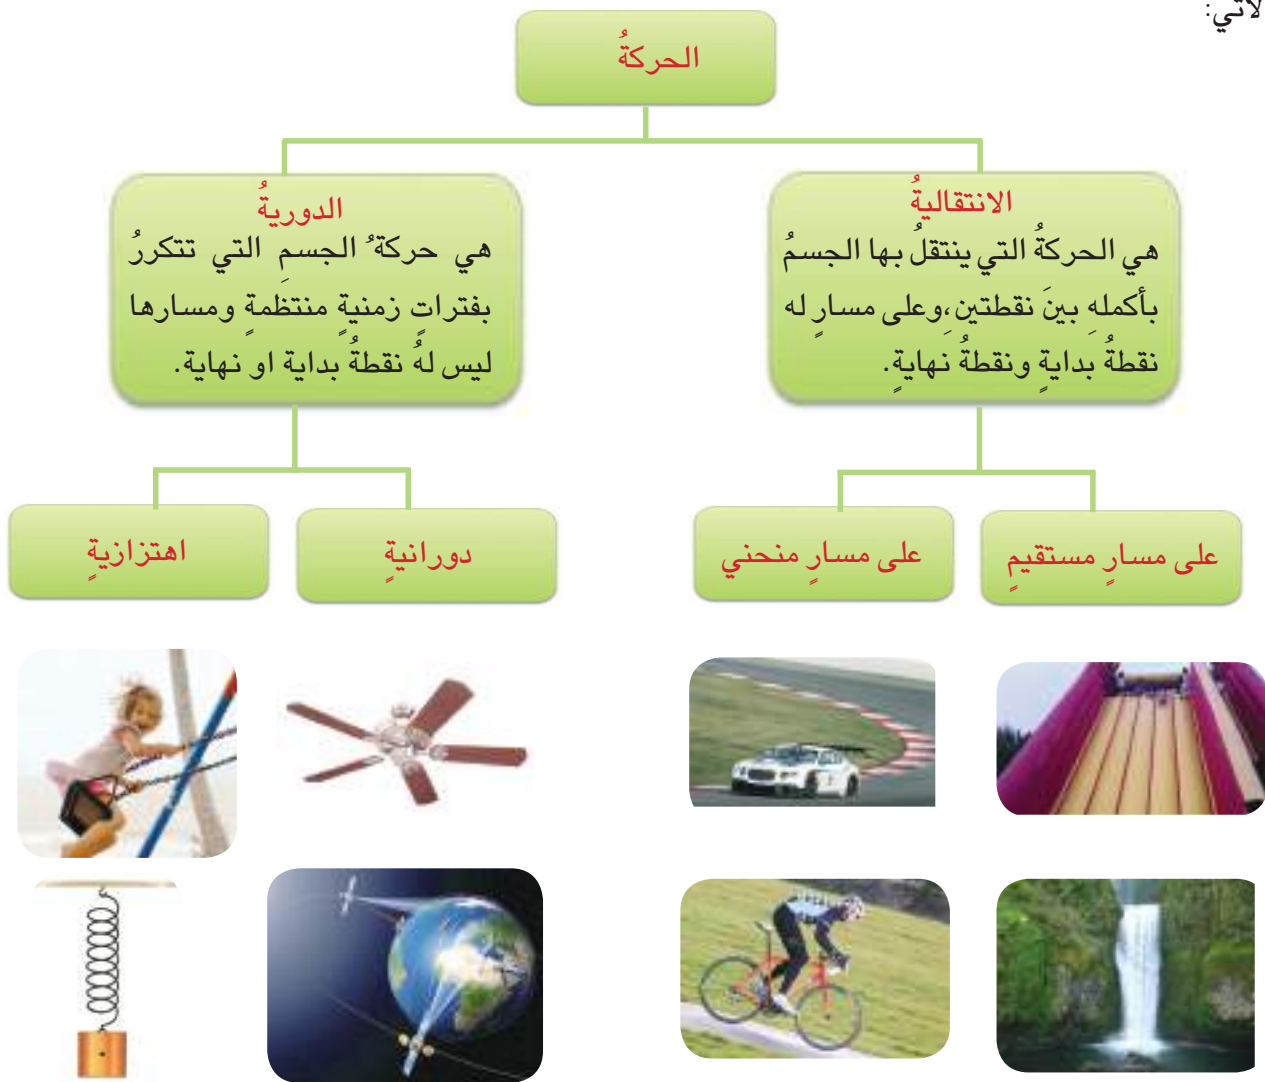 لآتي:
الحركةُ
الانتقاليةُ
هي الحركةُ التي ينتقلُ بها الجسمُ
بأكملهِ بينَ نقطتينِ،وعلى مسارٍ له
نقطةُ بدايةٍ ونقطةُ نهايةٍ.
الدوريةُ
هي حركةُ الجسمِ التي تتكررُ
بفتراتٍ زمنيةٍ منتظمةٍ ومسارها
ليس لهُ نقطةُ بداية او نهاية.
على مسارٍ مستقيمٍ
على مسارٍ منحني
دورانيةٍ
اهتزازيةٍ